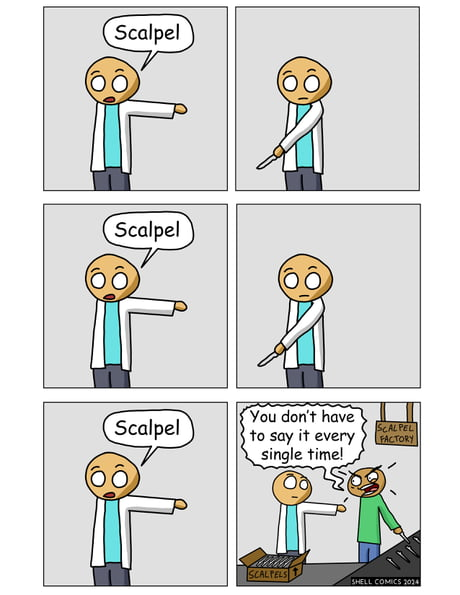 Scalpel
Scalpel
Scalpel
You don't have
to say it every
single time!
SCALPEL
FACTORY
SCALPELS
SHELL COMICS 2024